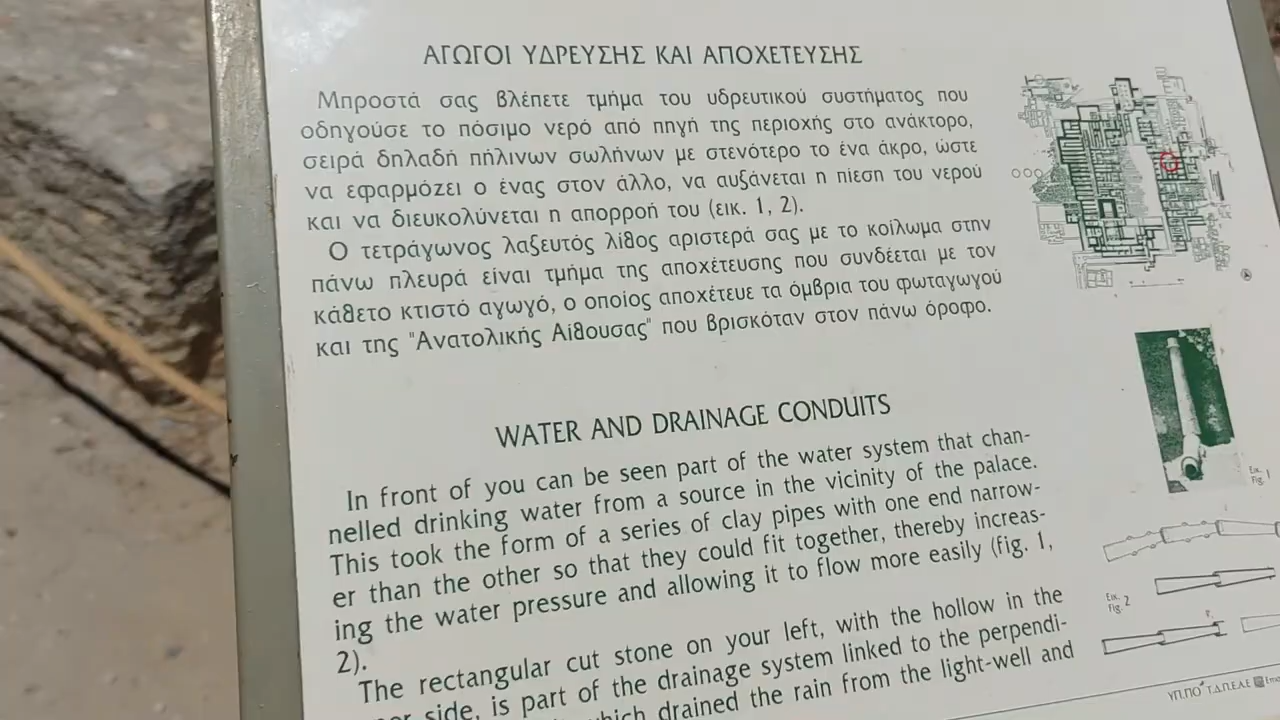 ΑΓΩΓΟΙ ΥΔΡΕΥΣΗΣ ΚΑΙ ΑΠΟΧΕΤΕΥΣΗΣ
Μπροστά σας βλέπετε τμήμα του υδρευτικού συστήματος που
οδηγούσε το πόσιμο νερό από πηγή της περιοχής στο ανάκτορο,
σειρά δηλαδή πήλινων σωλήνων με στενότερο το ένα άκρο, ώστε
να εφαρμόζει ο ένας στον άλλο, να αυξάνεται η πίεση του νερού
και να διευκολύνεται η απορροή του (εικ. 1, 2).
Ο τετράγωνος λαξευτός λίθος αριστερά σας με το κοίλωμα στην
πάνω πλευρά είναι τμήμα της αποχέτευσης που συνδέεται με τον
κάθετο κτιστό αγωγό, ο οποίος αποχέτευε τα όμβρια του φωταγωγού
και της "Ανατολικής Αίθουσας" που βρισκόταν στον πάνω όροφο.
WATER AND DRAINAGE CONDUITS
In front of you can be seen part of the water system that chan-
nelled drinking water from a source in the vicinity of the palace.
This took the form of a series of clay pipes with one end narrow-
er than the other so that they could fit together, thereby increas-
ing the water pressure and allowing it to flow more easily (fig. 1,
2).
The rectangular cut stone on your left, with the hollow in the
side, is part of the drainage system linked to the perpendi-
which drained the rain from the light-well and
Εικ.
Fig. 1
Εικ.
Fig. 2
ΥΠ.ΠΟ Τ.Δ.Π.Ε.Α.Ε